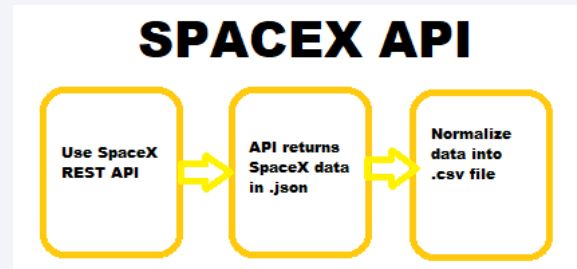 SPACEX API
Use SpaceX
REST API
API returns
SpaceX data
in .json
Normalize
data into
.csv file